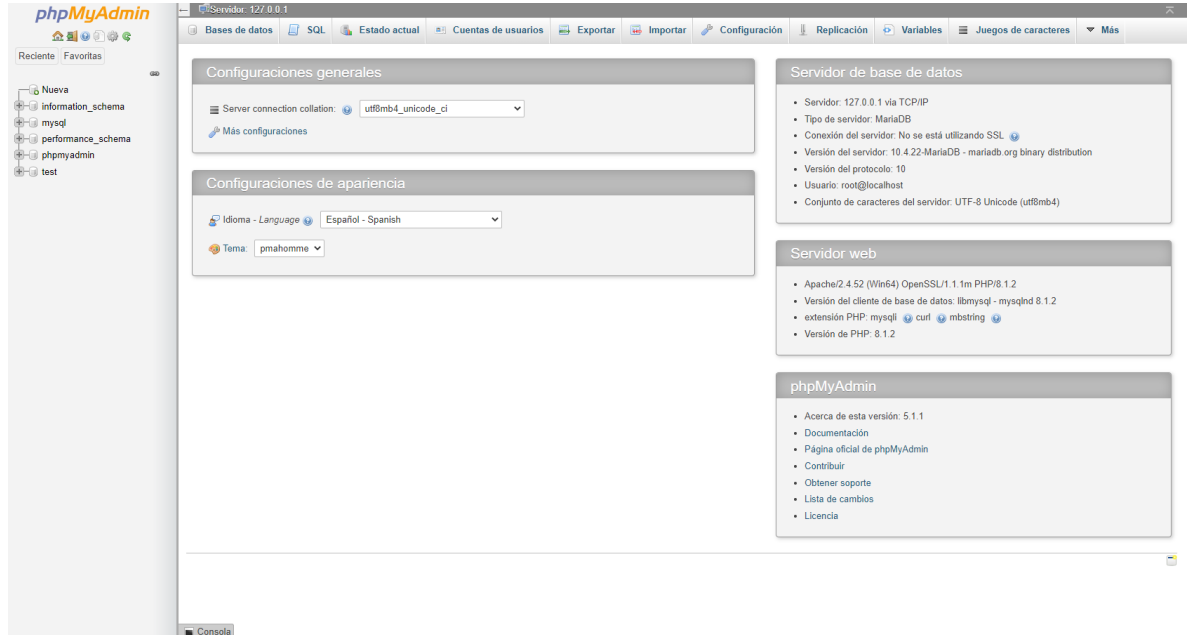 phpMyAdmin
Reciente Favoritas
Nueva
information_schema
mysql
performance_schema
phpmyadmin
test
Servidor: 127.0.0.1
Bases de datos SQL Estado actual Cuentas de usuarios Exportar Importar Configuración Replicación Variables Juegos de caracteres Más
Configuraciones generales
Server connection collation: utf8mb4_unicode_ci
Más configuraciones
Configuraciones de apariencia
Idioma - Language Español - Spanish
Tema: pmahomme
Servidor de base de datos
• Servidor: 127.0.0.1 via TCP/IP
• Tipo de servidor: MariaDB
• Conexión del servidor: No se está utilizando SSL
• Versión del servidor: 10.4.22-MariaDB - mariadb.org binary distribution
• Versión del protocolo: 10
• Usuario: root@localhost
• Conjunto de caracteres del servidor: UTF-8 Unicode (utf8mb4)
Servidor web
• Apache/2.4.52 (Win64) OpenSSL/1.1.1m PHP/8.1.2
• Versión del cliente de base de datos: libmysql - mysqlnd 8.1.2
• extensión PHP: mysqli curl mbstring
• Versión de PHP: 8.1.2
phpMyAdmin
• Acerca de esta versión: 5.1.1
• Documentación
• Página oficial de phpMyAdmin
• Contribuir
• Obtener soporte
• Lista de cambios
• Licencia
Consola